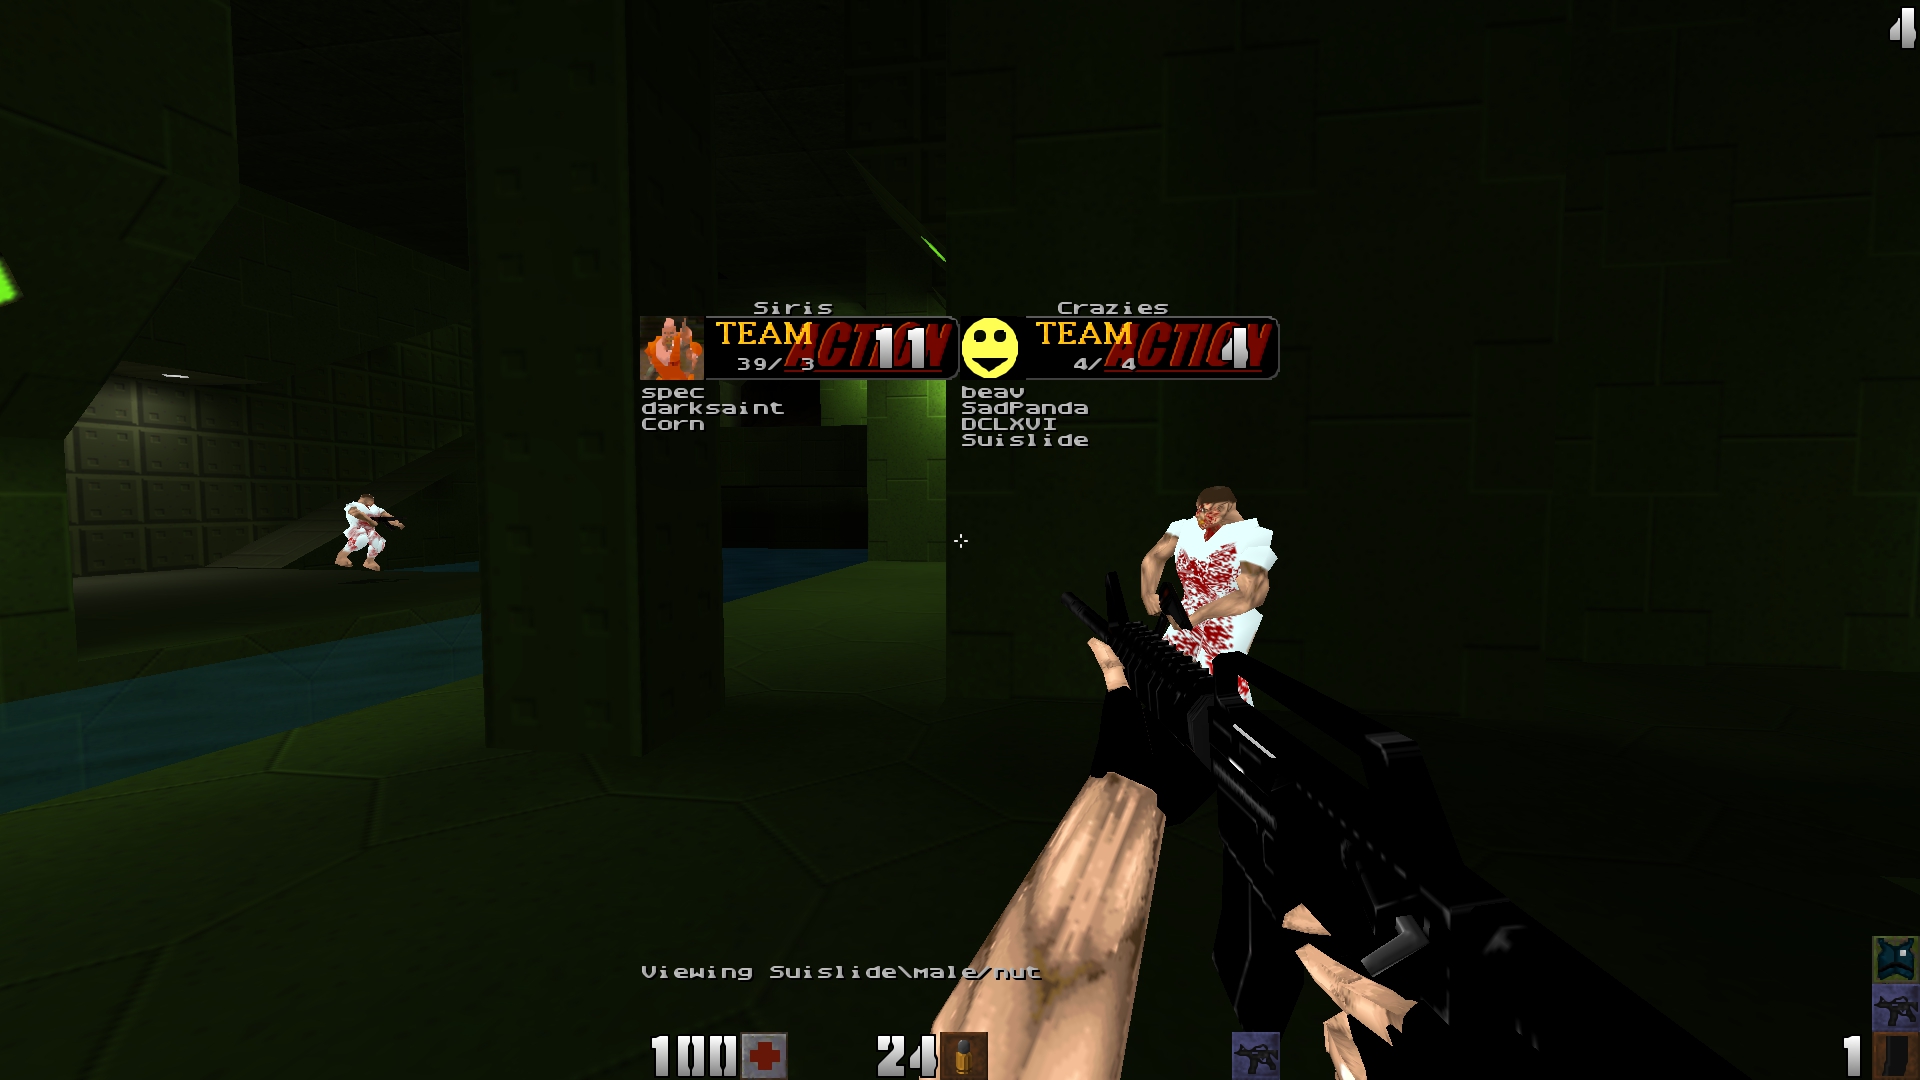 4
Siris Crazies
TEAM ACTION 11 TEAM ACTION 4
39/ 3 4/ 4
spec beav
darksaint SadPanda
Corn DCLXVI
Suislide
Viewing Suislide\male/nut
100 24 1